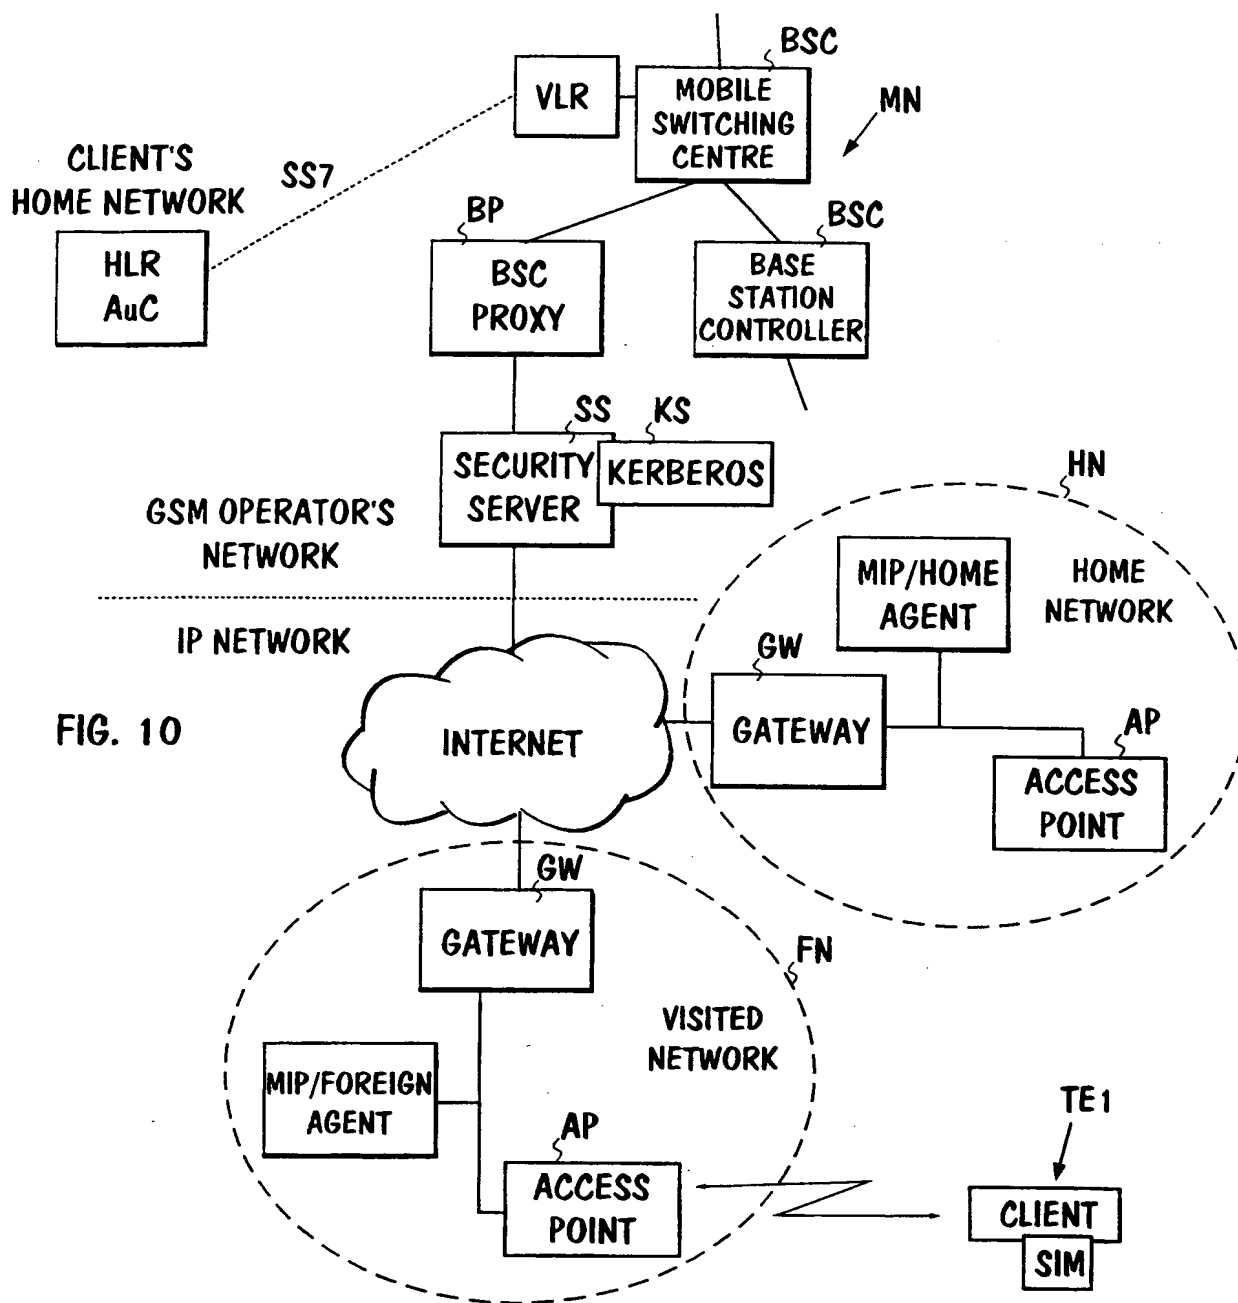 BSC
VLR
MOBILE
SWITCHING
CENTRE
MN
CLIENT'S
HOME NETWORK
SS7
HLR
AuC
BP
BSC
PROXY
BSC
BASE
STATION
CONTROLLER
SS
KS
SECURITY
SERVER
KERBEROS
GSM OPERATOR'S
NETWORK
IP NETWORK
HN
MIP/HOME
AGENT
HOME
NETWORK
GW
GATEWAY
AP
ACCESS
POINT
FIG. 10
INTERNET
GW
GATEWAY
FN
VISITED
NETWORK
MIP/FOREIGN
AGENT
AP
ACCESS
POINT
TE1
CLIENT
SIM